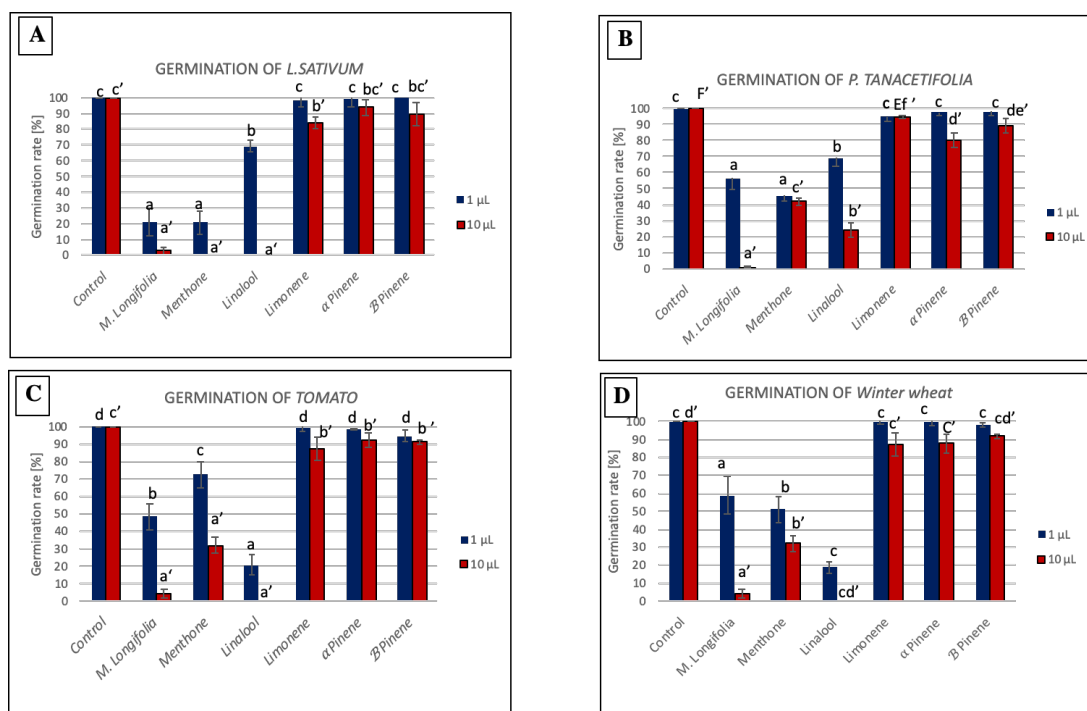 A
GERMINATION OF L.SATIVUM
Germination rate [%]
100
90
80
70
60
50
40
30
20
10
0
c c’ a a’ a a’ b a‘ c b’ c bc’ c bc’
Control M. Longifolia Menthone Linalool Limonene α Pinene Ɓ Pinene
1 µL
10 µL
B
GERMINATION OF P. TANACETIFOLIA
Germination rate [%]
100
90
80
70
60
50
40
30
20
10
0
c F’ a a’ a c’ b b’ c Ef ’ c d’ c de’
Control M. Longifolia Menthone Linalool Limonene α Pinene Ɓ Pinene
1 µL
10 µL
C
GERMINATION OF TOMATO
Germination rate [%]
100
90
80
70
60
50
40
30
20
10
0
d c’ b a‘ c a’ a a’ d b’ d b’ d b ’
Control M. Longifolia Menthone Linalool Limonene α Pinene Ɓ Pinene
1 µL
10 µL
D
GERMINATION OF Winter wheat
Germination rate [%]
100
90
80
70
60
50
40
30
20
10
0
c d’ a a’ b b’ c cd’ c c’ c C’ c cd’
Control M. Longifolia Menthone Linalool Limonene α Pinene Ɓ Pinene
1 µL
10 µL